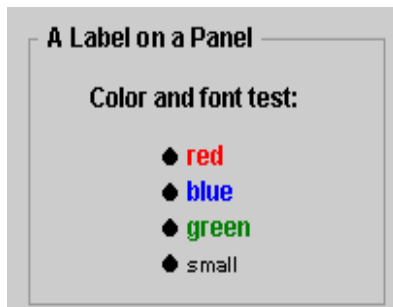 A Label on a Panel
Color and font test:
red
blue
green
small